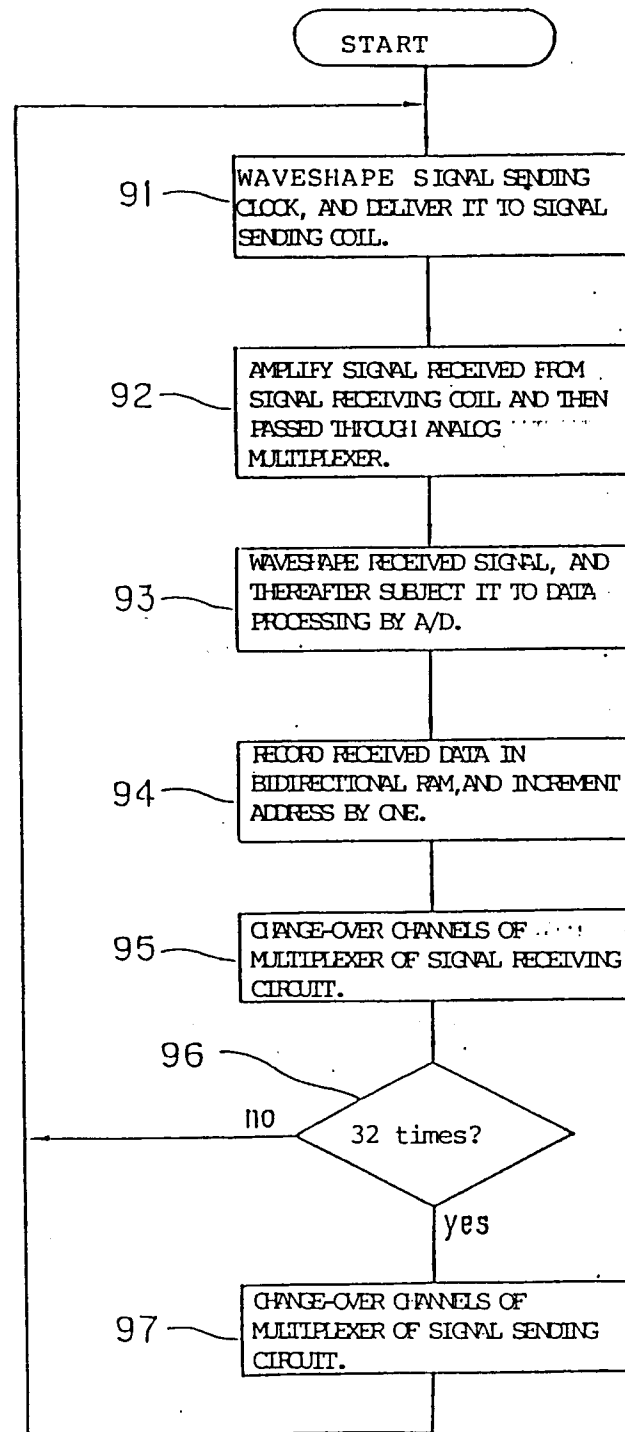 START
91
WAVESHAPE SIGNAL SENDING
CLOCK, AND DELIVER IT TO SIGNAL
SENDING COIL.
92
AMPLIFY SIGNAL RECEIVED FROM
SIGNAL RECEIVING COIL AND THEN
PASSED THROUGH ANALOG
MULTIPLEXER.
93
WAVESHAPE RECEIVED SIGNAL, AND
THEREAFTER SUBJECT IT TO DATA
PROCESSING BY A/D.
94
RECORD RECEIVED DATA IN
BIDIRECTIONAL RAM,AND INCREMENT
ADDRESS BY ONE.
95
CHANGE-OVER CHANNELS OF
MULTIPLEXER OF SIGNAL RECEIVING
CIRCUIT.
96
no
32 times?
yes
97
CHANGE-OVER CHANNELS OF
MULTIPLEXER OF SIGNAL SENDING
CIRCUIT.